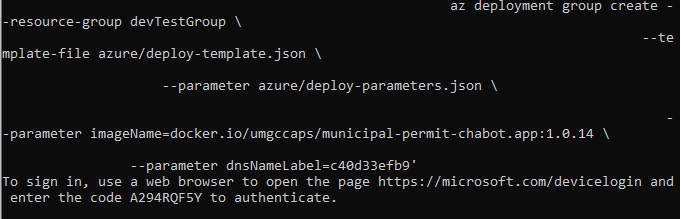 az deployment group create -
-resource-group devTestGroup \
--te
mplate-file azure/deploy-template.json \
--parameter azure/deploy-parameters.json \
-
-parameter imageName=docker.io/umgccaps/municipal-permit-chabot.app:1.0.14 \
--parameter dnsNameLabel=c40d33efb9'
To sign in, use a web browser to open the page https://microsoft.com/devicelogin and
enter the code A294RQF5Y to authenticate.